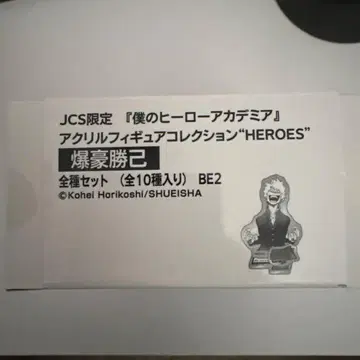 JCS限定 『僕のヒーローアカデミア』
アクリルフィギュアコレクション“HEROES”
爆豪勝己
全種セット (全10種入り) BE2
©Kohei Horikoshi/SHUEISHA